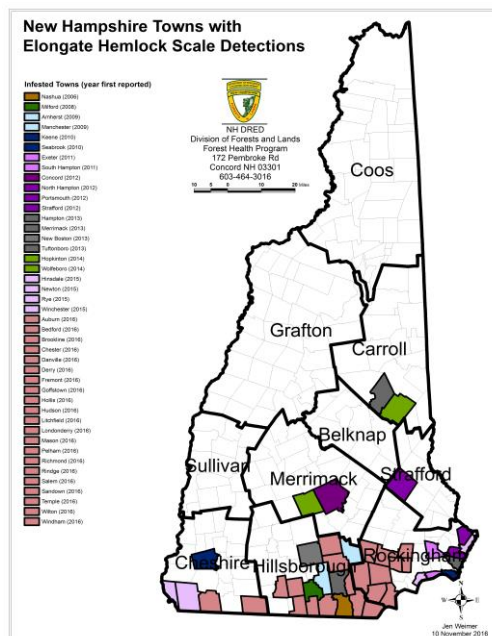 New Hampshire Towns with
Elongate Hemlock Scale Detections
Infested Towns (year first reported)
Nashua (2006)
Milford (2008)
Amherst (2009)
Manchester (2009)
Keene (2010)
Seabrook (2010)
Exeter (2011)
South Hampton (2011)
Concord (2012)
North Hampton (2012)
Portsmouth (2012)
Strafford (2012)
Hampton (2013)
Merrimack (2013)
New Boston (2013)
Tuftonboro (2013)
Hopkinton (2014)
Wolfeboro (2014)
Hinsdale (2015)
Newton (2015)
Rye (2015)
Winchester (2015)
Auburn (2016)
Bedford (2016)
Brookline (2016)
Chester (2016)
Danville (2016)
Derry (2016)
Fremont (2016)
Goffstown (2016)
Hollis (2016)
Hudson (2016)
Litchfield (2016)
Londonderry (2016)
Mason (2016)
Pelham (2016)
Richmond (2016)
Rindge (2016)
Salem (2016)
Sandown (2016)
Temple (2016)
Wilton (2016)
Windham (2016)
NH DRED
Division of Forests and Lands
Forest Health Program
172 Pembroke Rd
Concord NH 03301
603-464-3016
10 5 0 10 20 Miles
Coos
Grafton
Carroll
Belknap
Sullivan
Merrimack
Strafford
Cheshire
Hillsborough
Rockingham
N
W E
S
Jen Weimer
10 November 2016